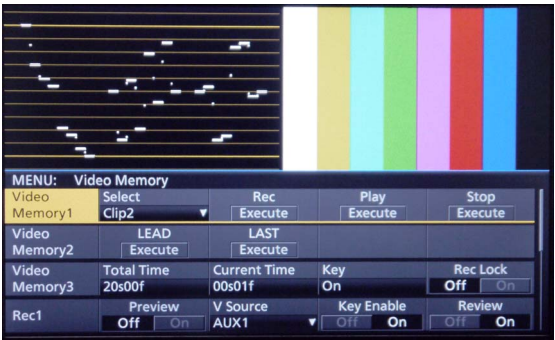 MENU: Video Memory
Video Memory1 Select Clip2 Rec Execute Play Execute Stop Execute
Video Memory2 LEAD Execute LAST Execute
Video Memory3 Total Time 20s00f Current Time 00s01f Key On Rec Lock Off On
Rec1 Preview Off On V Source AUX1 Key Enable Off On Review Off On